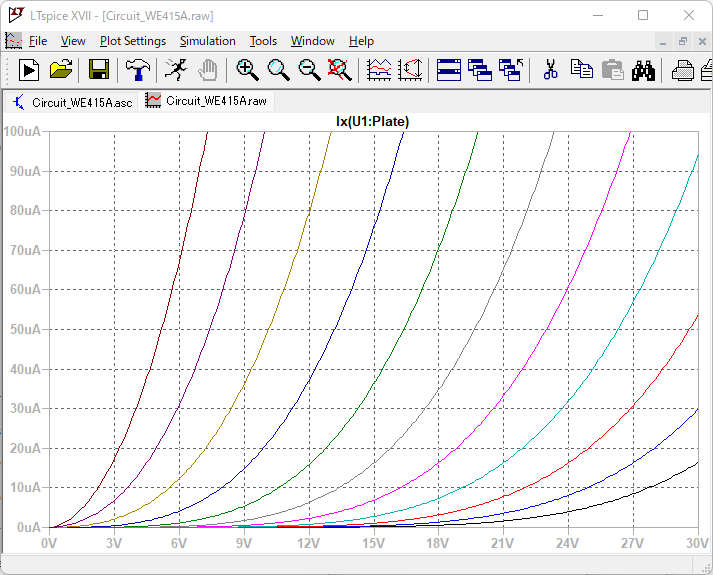 LTspice XVII - [Circuit_WE415A.raw]
File View Plot Settings Simulation Tools Window Help
Circuit_WE415A.asc Circuit_WE415A.raw
Ix(U1:Plate)
100uA
90uA
80uA
70uA
60uA
50uA
40uA
30uA
20uA
10uA
0uA
0V 3V 6V 9V 12V 15V 18V 21V 24V 27V 30V